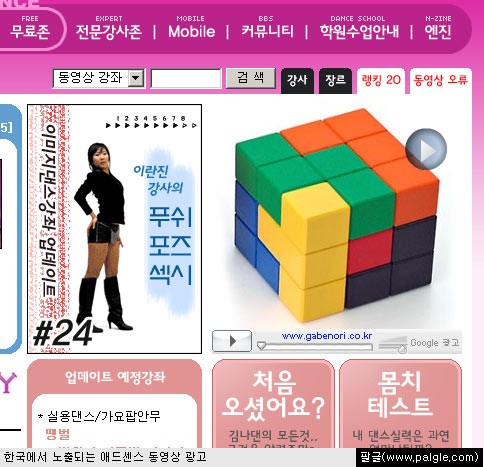 NCE
FREE EXPERT MOBILE BBS DANCE SCHOOL N-ZINE
무료존 | 전문강사존 | Mobile | 커뮤니티 | 학원수업안내 | 엔진
동영상 강좌 검 색 강사 장르 랭킹 20 동영상 오류
5]
1 2 3 4 5 6 7 8
이미지댄스강좌 업데이트
이란진
강사의
푸쉬
포즈
섹시
#24
www.gabenori.co.kr
Google 광고
Y
업데이트 예정강좌
* 실용댄스/가요팝안무
땡벌
처음
오셨어요?
김나댄의 모든것..
몸치
테스트
내 댄스실력은 과연
한국에서 노출되는 애드센스 동영상 광고
팔글(www.palgle.com)